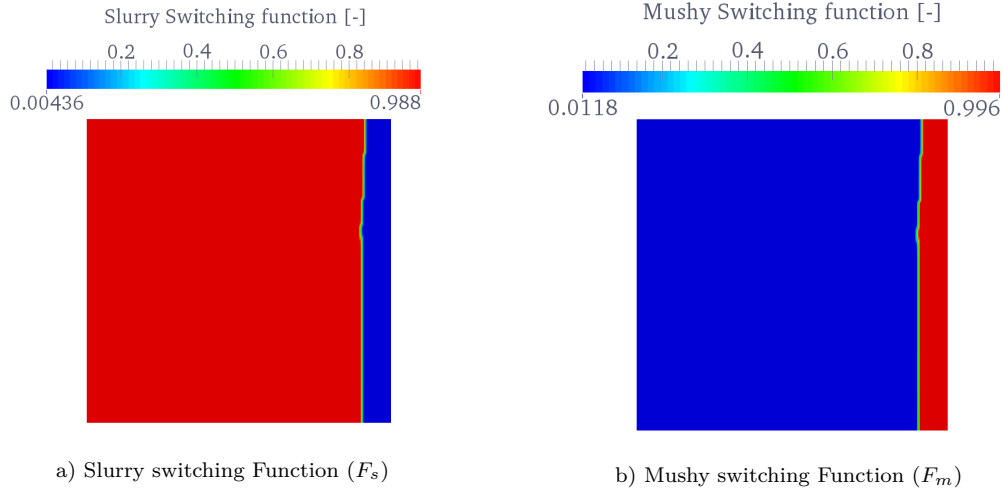 Slurry Switching function [-]
0.2 0.4 0.6 0.8
0.00436 0.988
a) Slurry switching Function (F_s)
Mushy Switching function [-]
0.2 0.4 0.6 0.8
0.0118 0.996
b) Mushy switching Function (F_m)